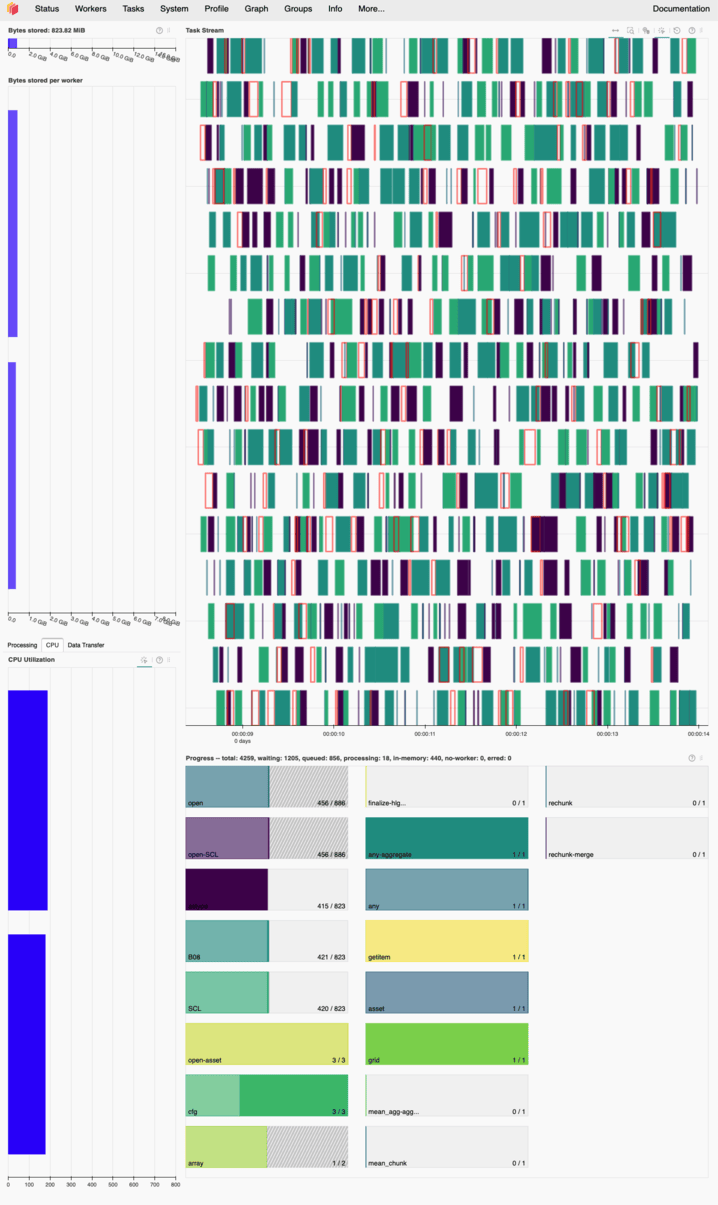 Status Workers Tasks System Profile Graph Groups Info More... Documentation
Bytes stored: 823.82 MiB
0.0 2.0 GiB 4.0 GiB 6.0 GiB 8.0 GiB 10.0 GiB 12.0 GiB
Bytes stored per worker
0.0 1.0 GiB 2.0 GiB 3.0 GiB 4.0 GiB 5.0 GiB 6.0 GiB 7.0 GiB
Processing CPU Data Transfer
CPU Utilization
0 100 200 300 400 500 600 700 800
Task Stream
00:00:09 00:00:10 00:00:11 00:00:12 00:00:13 00:00:14
0 days
Progress -- total: 4259, waiting: 1205, queued: 856, processing: 18, in-memory: 440, no-worker: 0, erred: 0
open 456 / 886
finalize-hlg... 0 / 1
rechunk 0 / 1
open-SCL 456 / 886
any-aggregate 1 / 1
rechunk-merge 0 / 1
415 / 823
any 1 / 1
B08 421 / 823
getitem 1 / 1
SCL 420 / 823
asset 1 / 1
open-asset 3 / 3
grid 1 / 1
cfg 3 / 3
mean_agg-agg... 0 / 1
array 1 / 2
mean_chunk 0 / 1